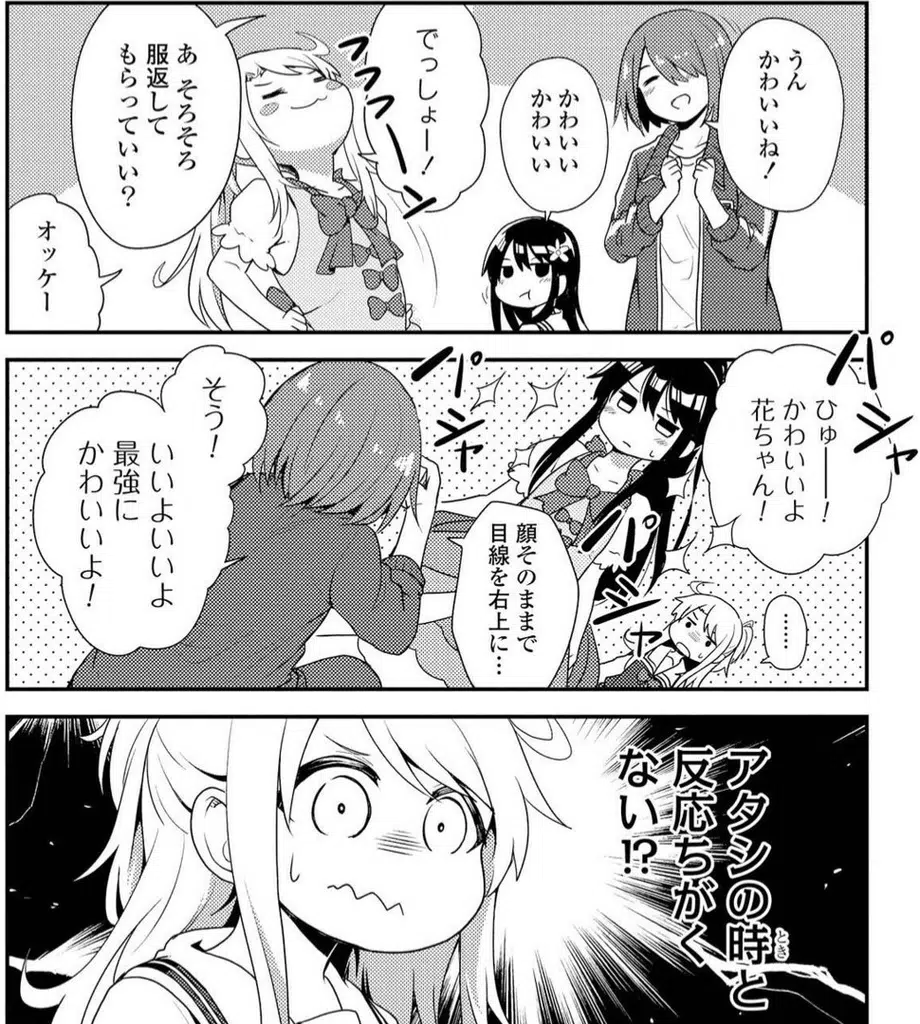 うん
かわいいね！
かわいい
かわいい
でっしょー！
フフフーン
あ そろそろ
服返して
もらっていい？
オッケー
ひゅーー！
かわいいよ
花ちゃん！
パシャ
パシャ
パシャ
……
顔そのままで
目線を右上に…
そう！
いいよいいよ
最強に
かわいいよ！
アタシの時と
とき
反応ちがく
ない!?